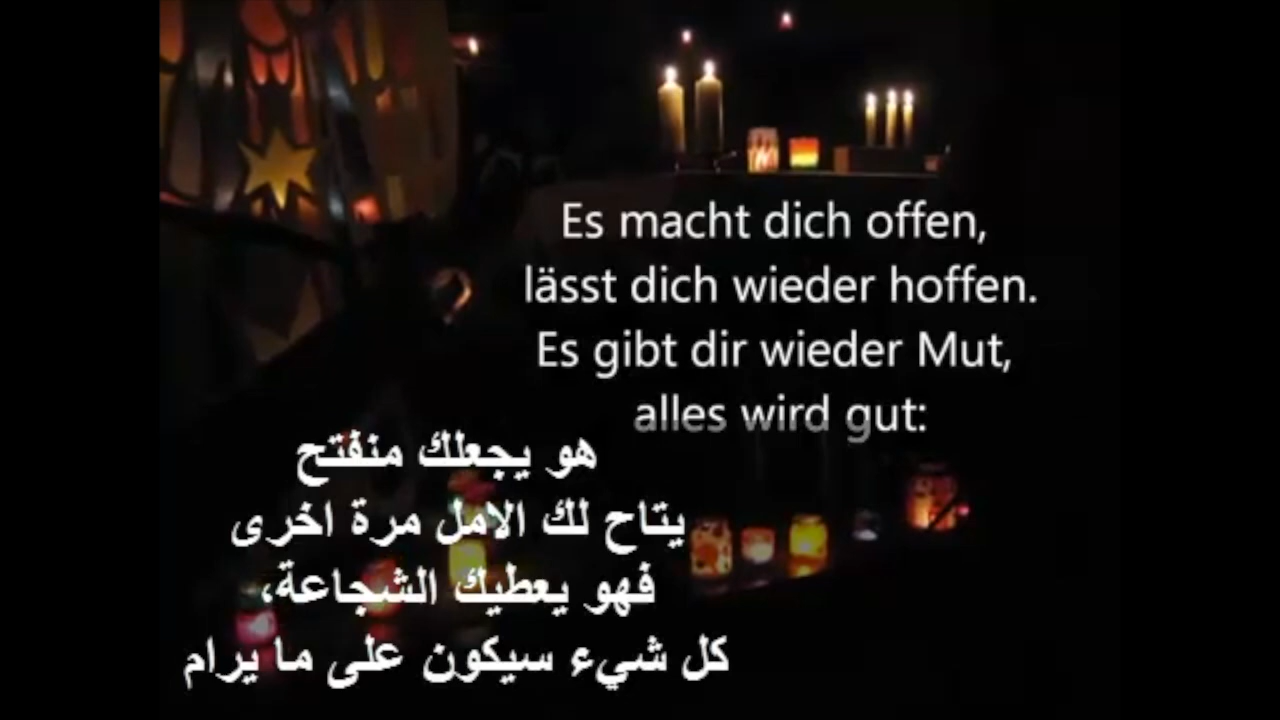 Es macht dich offen,
lässt dich wieder hoffen.
Es gibt dir wieder Mut,
alles wird gut:
هو يجعلك منفتح
يتاح لك الامل مرة اخرى
فهو يعطيك الشجاعة،
كل شيء سيكون على ما يرام